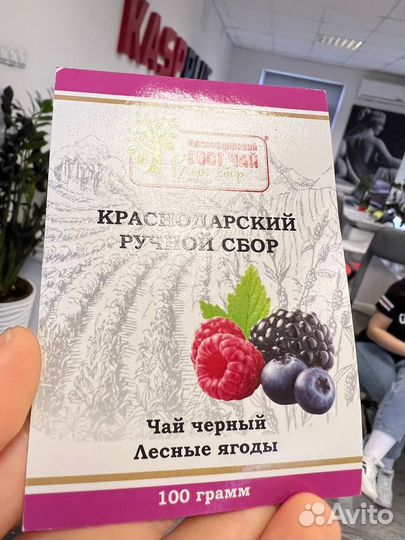 Краснодарский
ГОСТ ЧАЙ
КРАСНОДАРСКИЙ
РУЧНОЙ СБОР
Чай черный
Лесные ягоды
100 грамм
Avito